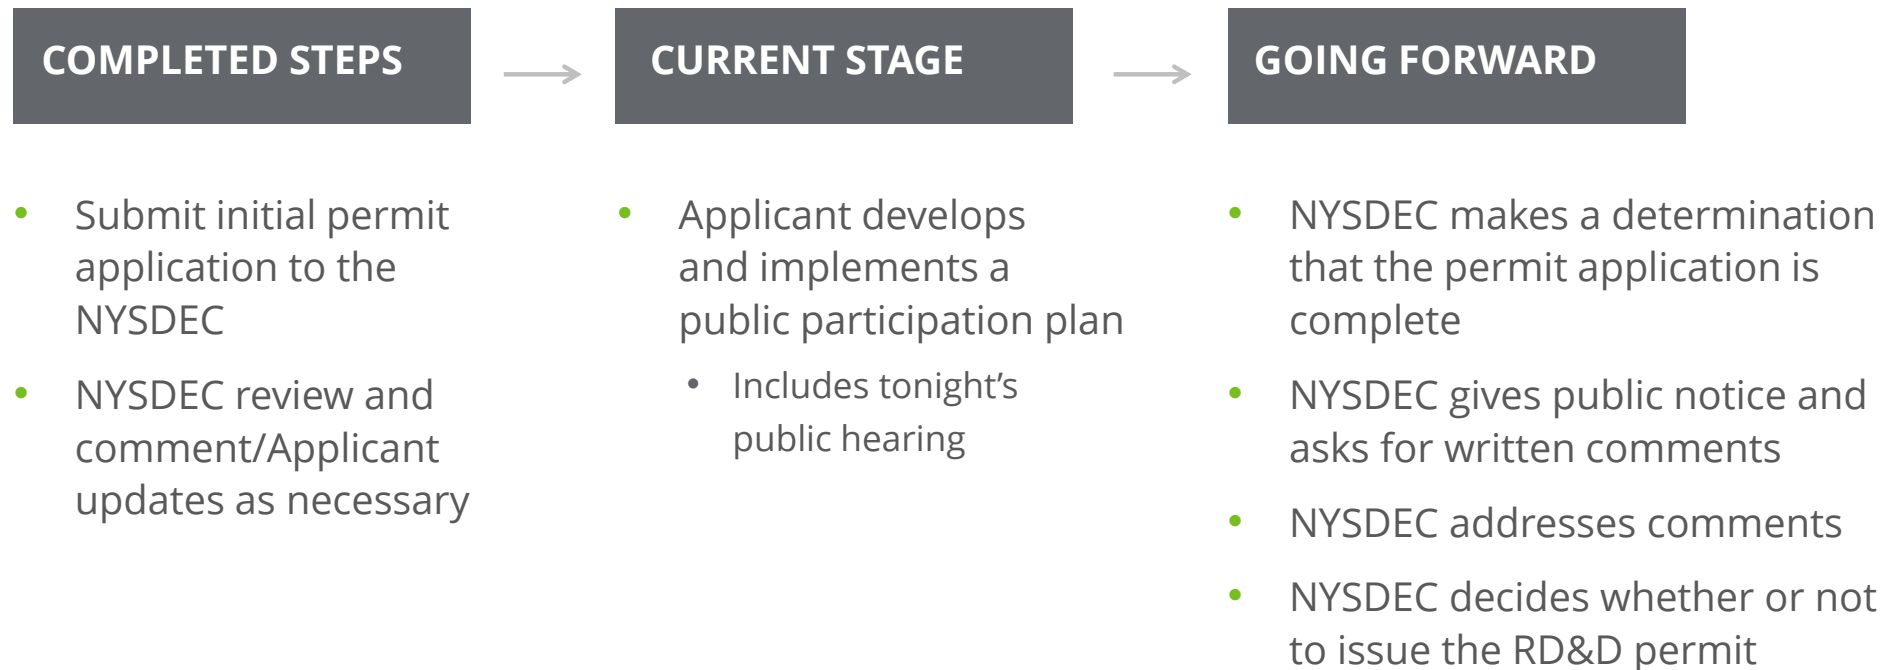 COMPLETED STEPS
• Submit initial permit
application to the
NYSDEC
• NYSDEC review and
comment/Applicant
updates as necessary
CURRENT STAGE
• Applicant develops
and implements a
public participation plan
• Includes tonight’s
public hearing
GOING FORWARD
• NYSDEC makes a determination
that the permit application is
complete
• NYSDEC gives public notice and
asks for written comments
• NYSDEC addresses comments
• NYSDEC decides whether or not
to issue the RD&D permit